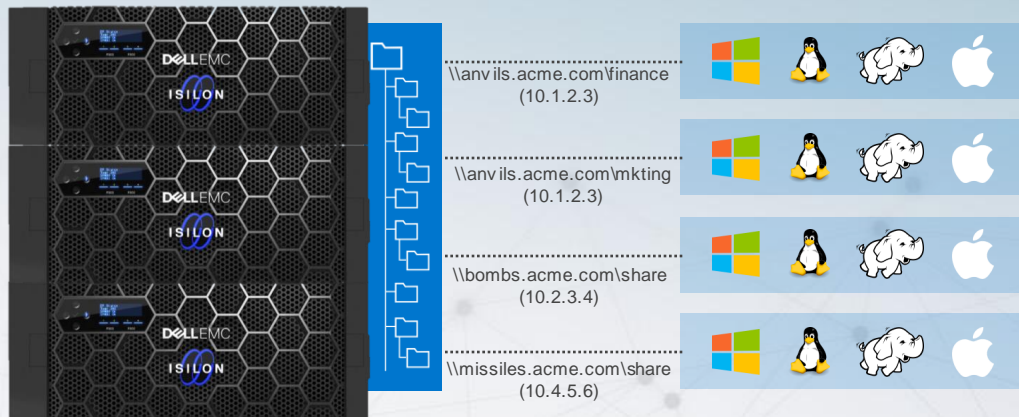 DELLEMC
ISILON
DELLEMC
ISILON
DELLEMC
ISILON
\\anvils.acme.com\finance
(10.1.2.3)
\\anvils.acme.com\mkting
(10.1.2.3)
\\bombs.acme.com\share
(10.2.3.4)
\\missiles.acme.com\share
(10.4.5.6)